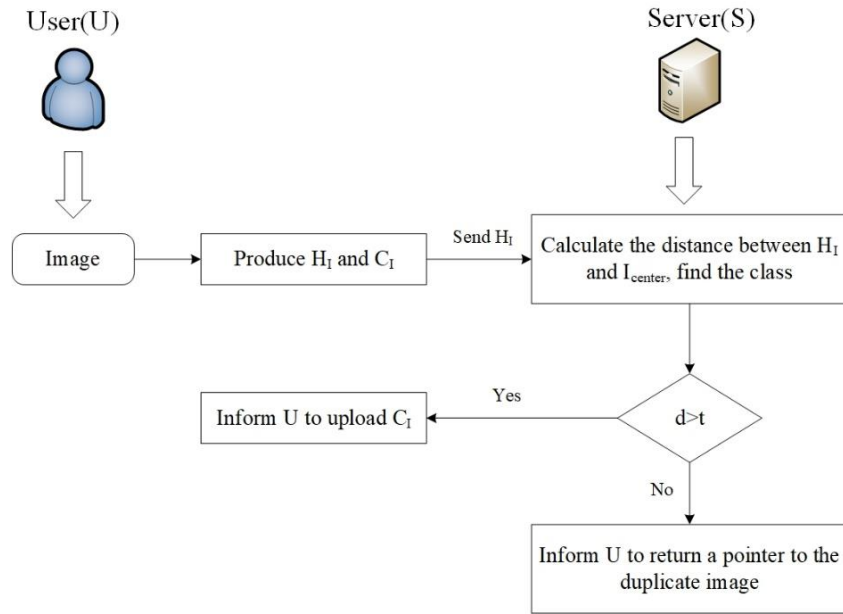 User(U)
Server(S)
Image
Produce H_I and C_I
Send H_I
Calculate the distance between H_I
and I_center, find the class
d>t
Yes
Inform U to upload C_I
No
Inform U to return a pointer to the
duplicate image